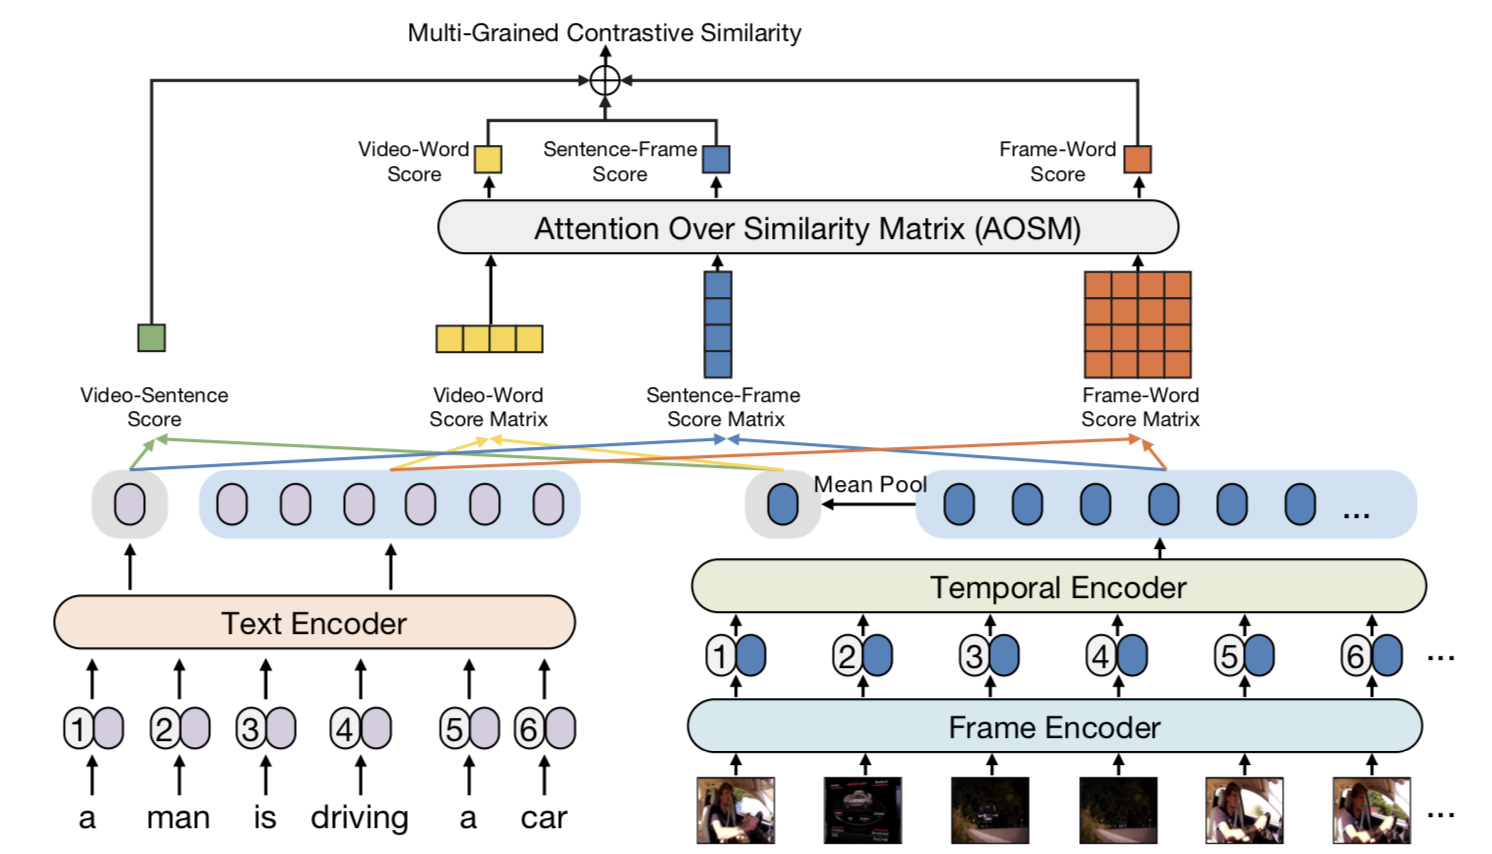 Multi-Grained Contrastive Similarity
Video-Word
Score
Sentence-Frame
Score
Frame-Word
Score
Attention Over Similarity Matrix (AOSM)
Video-Sentence
Score
Video-Word
Score Matrix
Sentence-Frame
Score Matrix
Frame-Word
Score Matrix
Mean Pool
...
Text Encoder
Temporal Encoder
1 2 3 4 5 6 ...
Frame Encoder
1 2 3 4 5 6
a man is driving a car
...